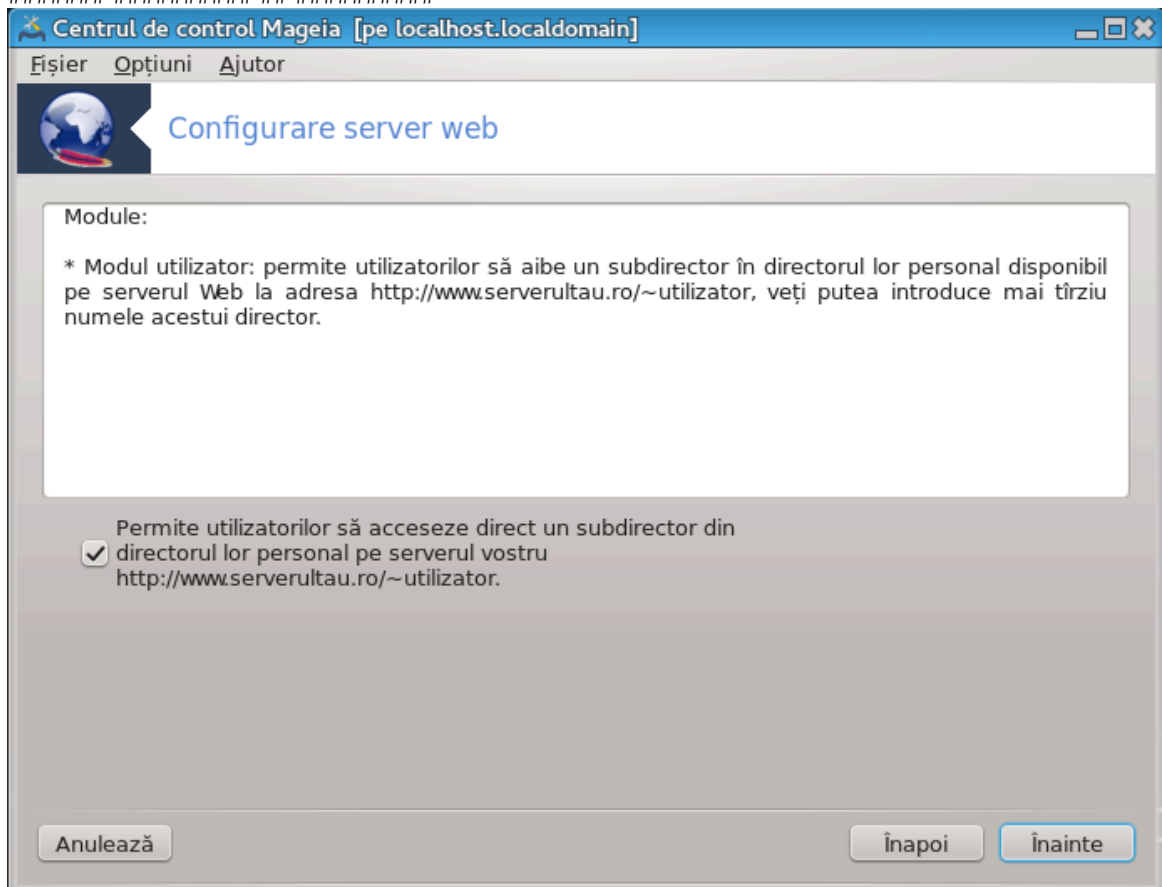 Centrul de control Mageia [pe localhost.localdomain]
Fișier Opțiuni Ajutor
Configurare server web
Module:
* Modul utilizator: permite utilizatorilor să aibe un subdirector în directorul lor personal disponibil
pe serverul Web la adresa http://www.serverultau.ro/~utilizator, veți putea introduce mai tîrziu
numele acestui director.
Permite utilizatorilor să acceseze direct un subdirector din
directorul lor personal pe serverul vostru
http://www.serverultau.ro/~utilizator.
Anulează Înapoi Înainte